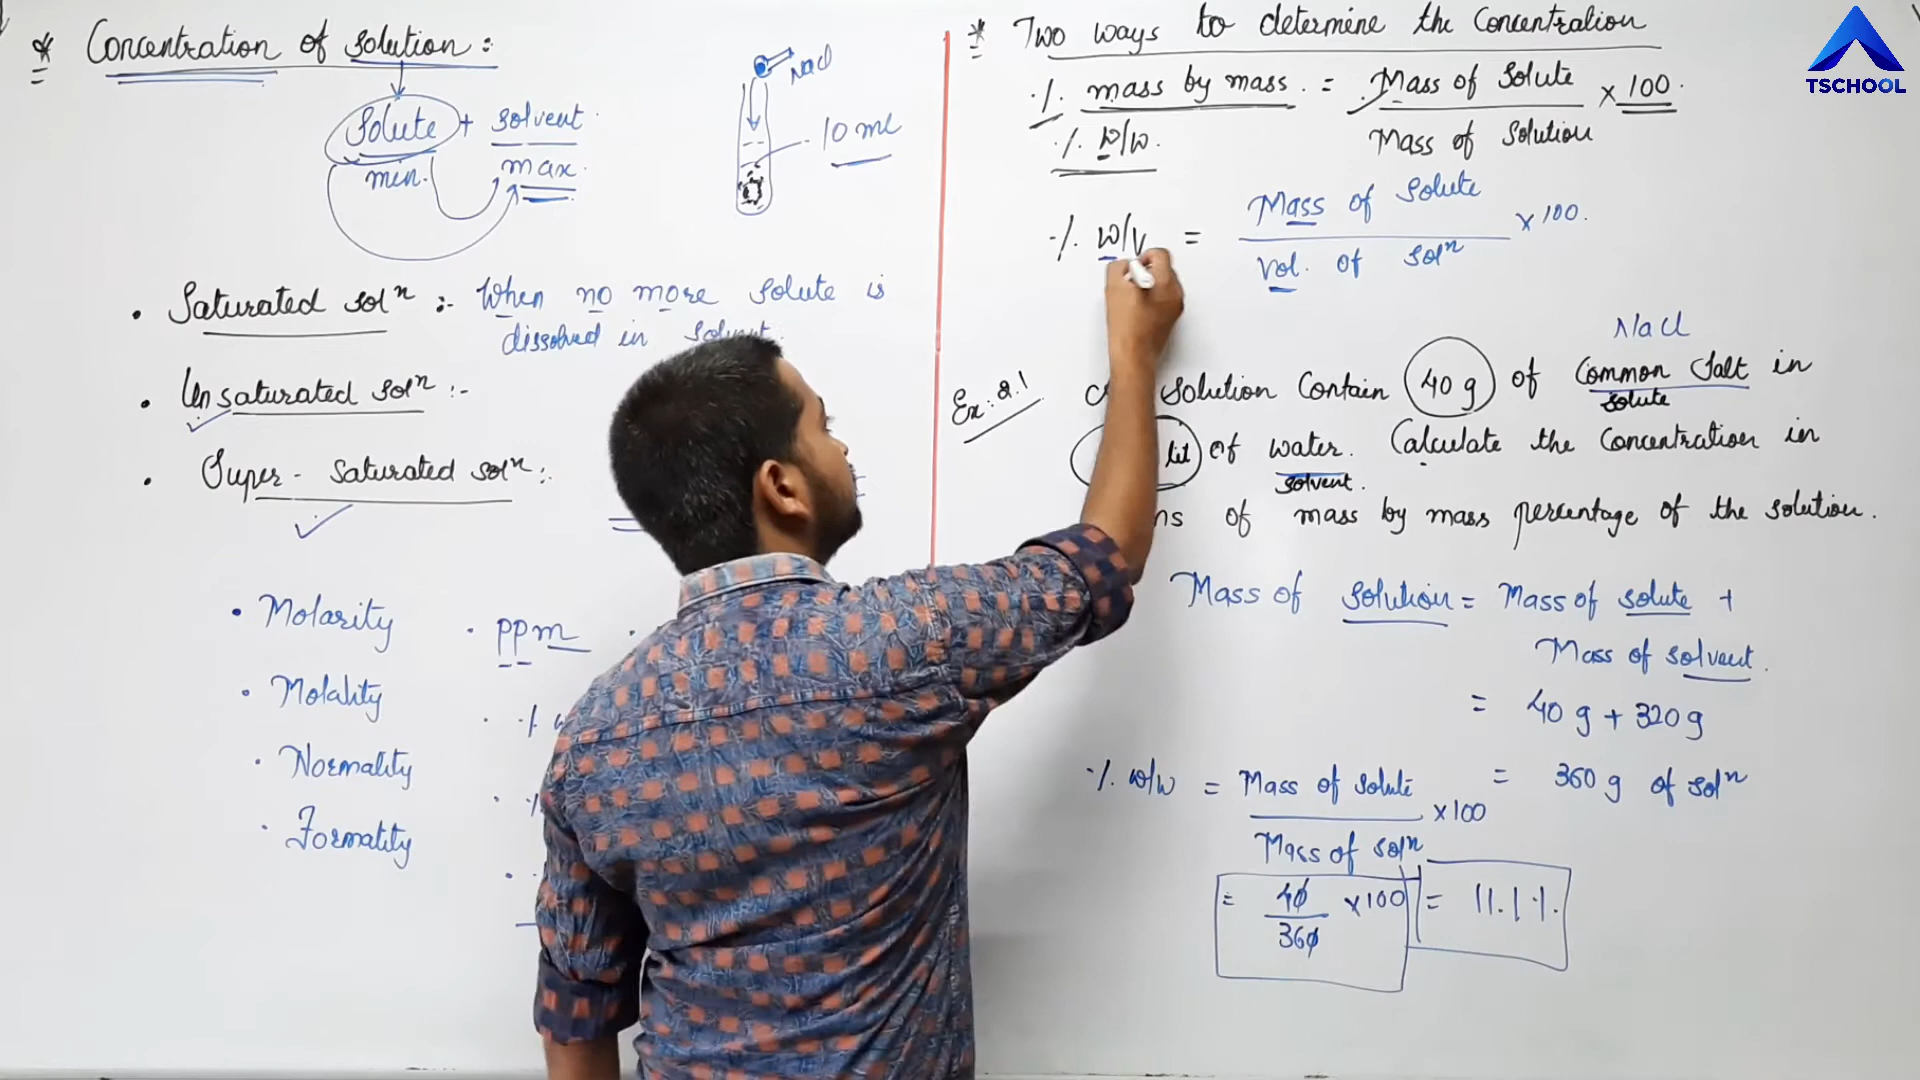 * Concentration of solution :
Solute + solvent
min. max.
NaCl
10 ml
• Saturated solⁿ :- When no more solute is
dissolved in solvent.
• Unsaturated solⁿ :-
• Super - saturated solⁿ :-
• Molarity
• Molality
• Normality
• Formality
• ppm
* Two ways to determine the concentration
% mass by mass = Mass of solute × 100.
Mass of solution
% w/w.
% w/v = Mass of solute × 100.
Vol. of solⁿ
NaCl
Ex: 2.1
Solution contain 40 g of Common Salt in
solute
of water. Calculate the concentration in
solvent.
of mass by mass percentage of the solution.
Mass of solution = Mass of solute +
Mass of solvent.
= 40 g + 320 g
= 360 g of solⁿ
% w/w = Mass of solute × 100
Mass of solⁿ
= 40 × 100 = 11.1 %.
360
TSCHOOL